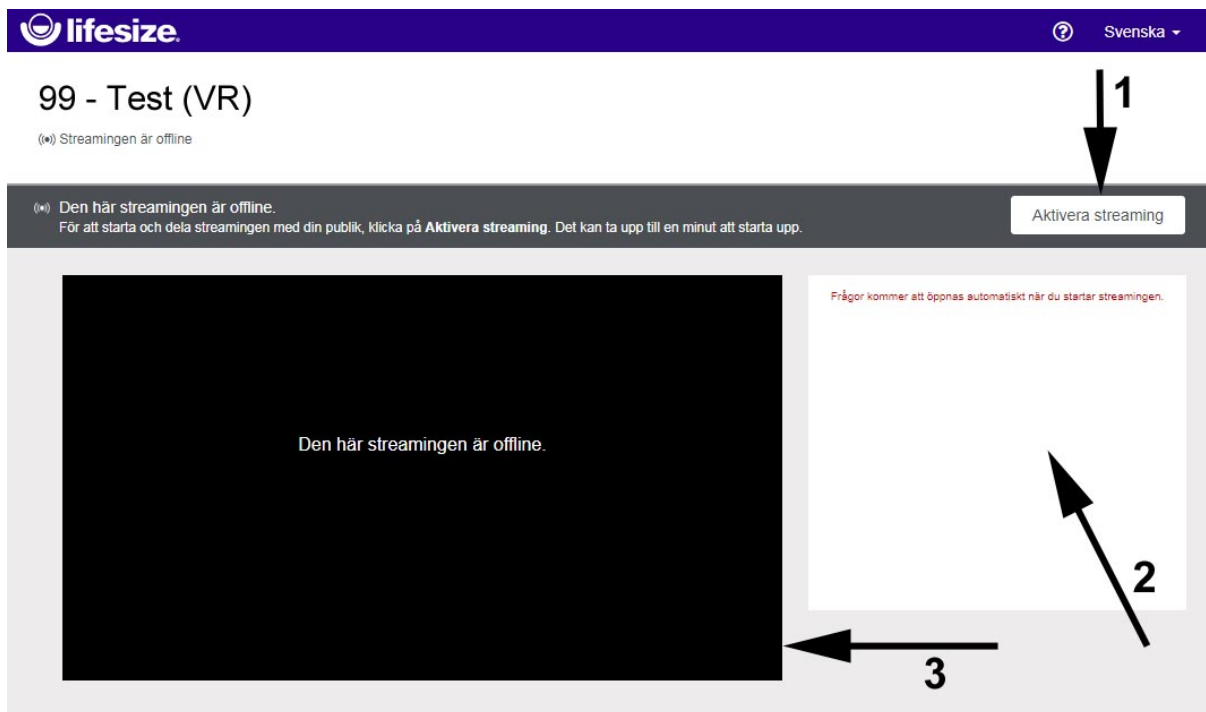 lifesize
Svenska
99 - Test (VR)
Streamingen är offline
1
Den här streamingen är offline.
För att starta och dela streamingen med din publik, klicka på Aktivera streaming. Det kan ta upp till en minut att starta upp.
Aktivera streaming
Den här streamingen är offline.
Frågor kommer att öppnas automatiskt när du startar streamingen.
2
3